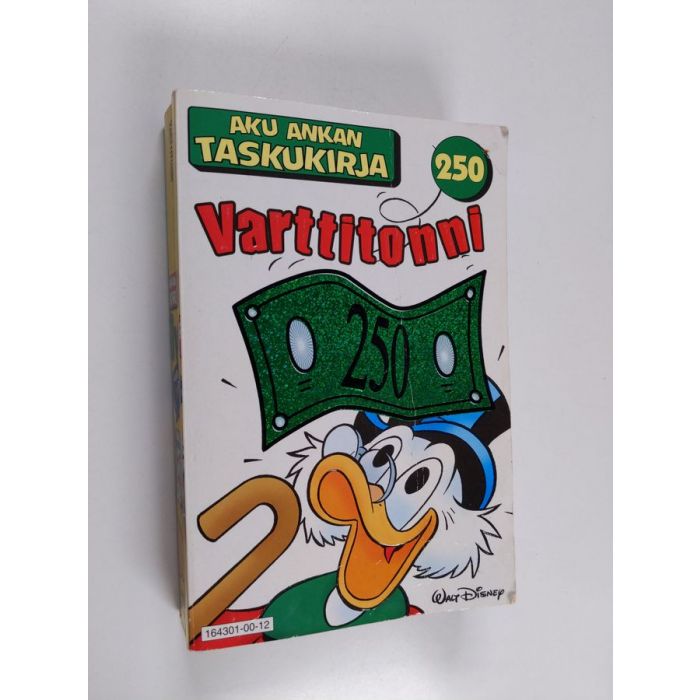 AKU ANKAN
TASKUKIRJA
250
Varttitonni
250
WALT DISNEY
164301-00-12